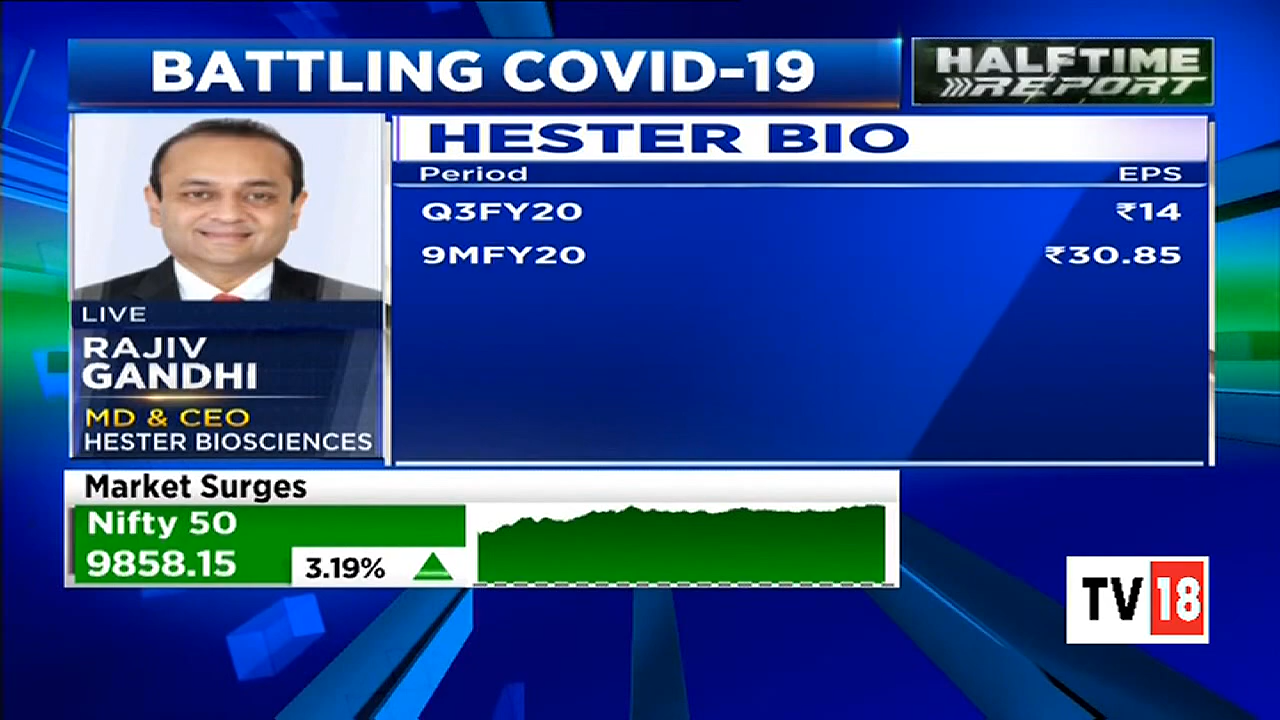 BATTLING COVID-19
HALFTIME
REPORT
HESTER BIO
Period EPS
Q3FY20 ₹14
9MFY20 ₹30.85
LIVE
RAJIV
GANDHI
MD & CEO
HESTER BIOSCIENCES
Market Surges
Nifty 50
9858.15 3.19%
TV18